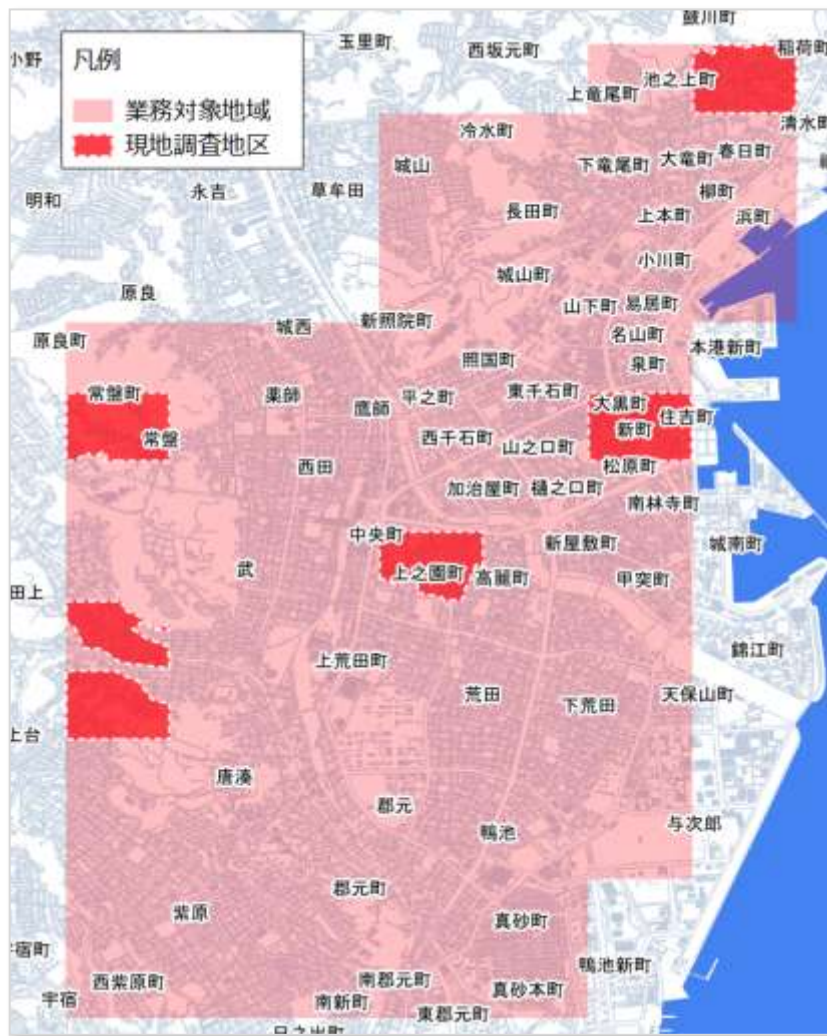 皷川町
玉里町
西坂元町
稲荷町
小野
凡例
業務対象地域
現地調査地区
池之上町
上竜尾町
冷水町
清水町
城山
下竜尾町
大竜町
春日町
永吉
草牟田
柳町
明和
長田町
上本町
浜町
小川町
城山町
原良
山下町
易居町
城西
新照院町
名山町
原良町
本港新町
照国町
泉町
常盤町
薬師
平之町
東千石町
鷹師
大黒町
住吉町
常盤
西千石町
山之口町
新町
西田
松原町
加治屋町
樋之口町
南林寺町
中央町
新屋敷町
城南町
武
上之園町
高麗町
甲突町
田上
錦江町
上荒田町
荒田
下荒田
天保山町
上台
唐湊
郡元
鴨池
与次郎
郡元町
紫原
真砂町
宿町
鴨池新町
西紫原町
南郡元町
真砂本町
宇宿
南新町
東郡元町
日之出町